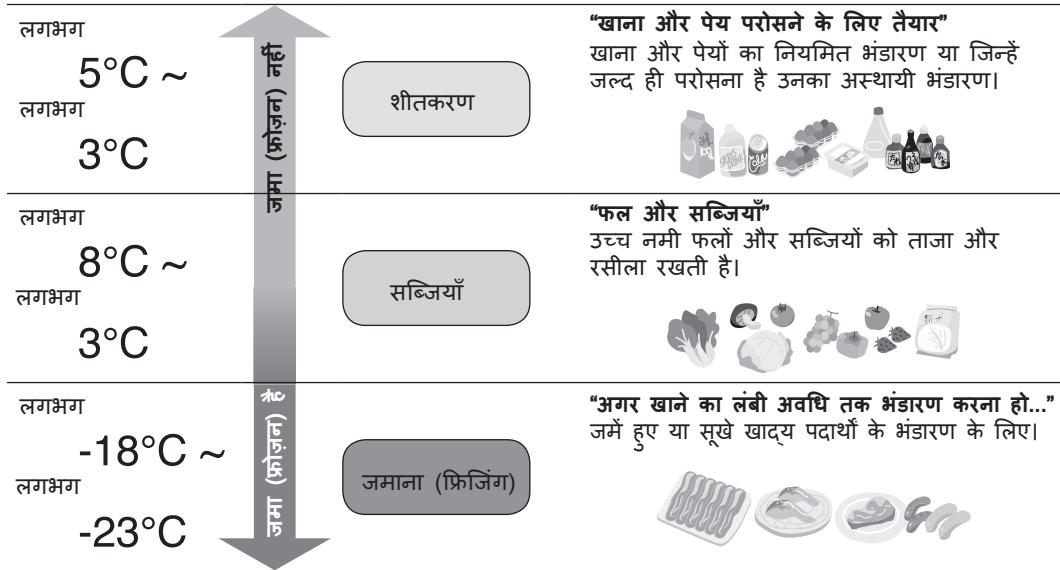 लगभग
5°C ~
लगभग
3°C
जमा (फ्रोज़न) नहीं
शीतकरण
“खाना और पेय परोसने के लिए तैयार”
खाना और पेयों का नियमित भंडारण या जिन्हें
जल्द ही परोसना है उनका अस्थायी भंडारण।
लगभग
8°C ~
लगभग
3°C
सब्जियाँ
“फल और सब्जियाँ”
उच्च नमी फलों और सब्जियों को ताजा और
रसीला रखती है।
लगभग
-18°C ~
लगभग
-23°C
जमा (फ्रोज़न) है
जमाना (फ्रिजिंग)
“अगर खाने का लंबी अवधि तक भंडारण करना हो...”
जमें हुए या सूखे खाद्य पदार्थों के भंडारण के लिए।